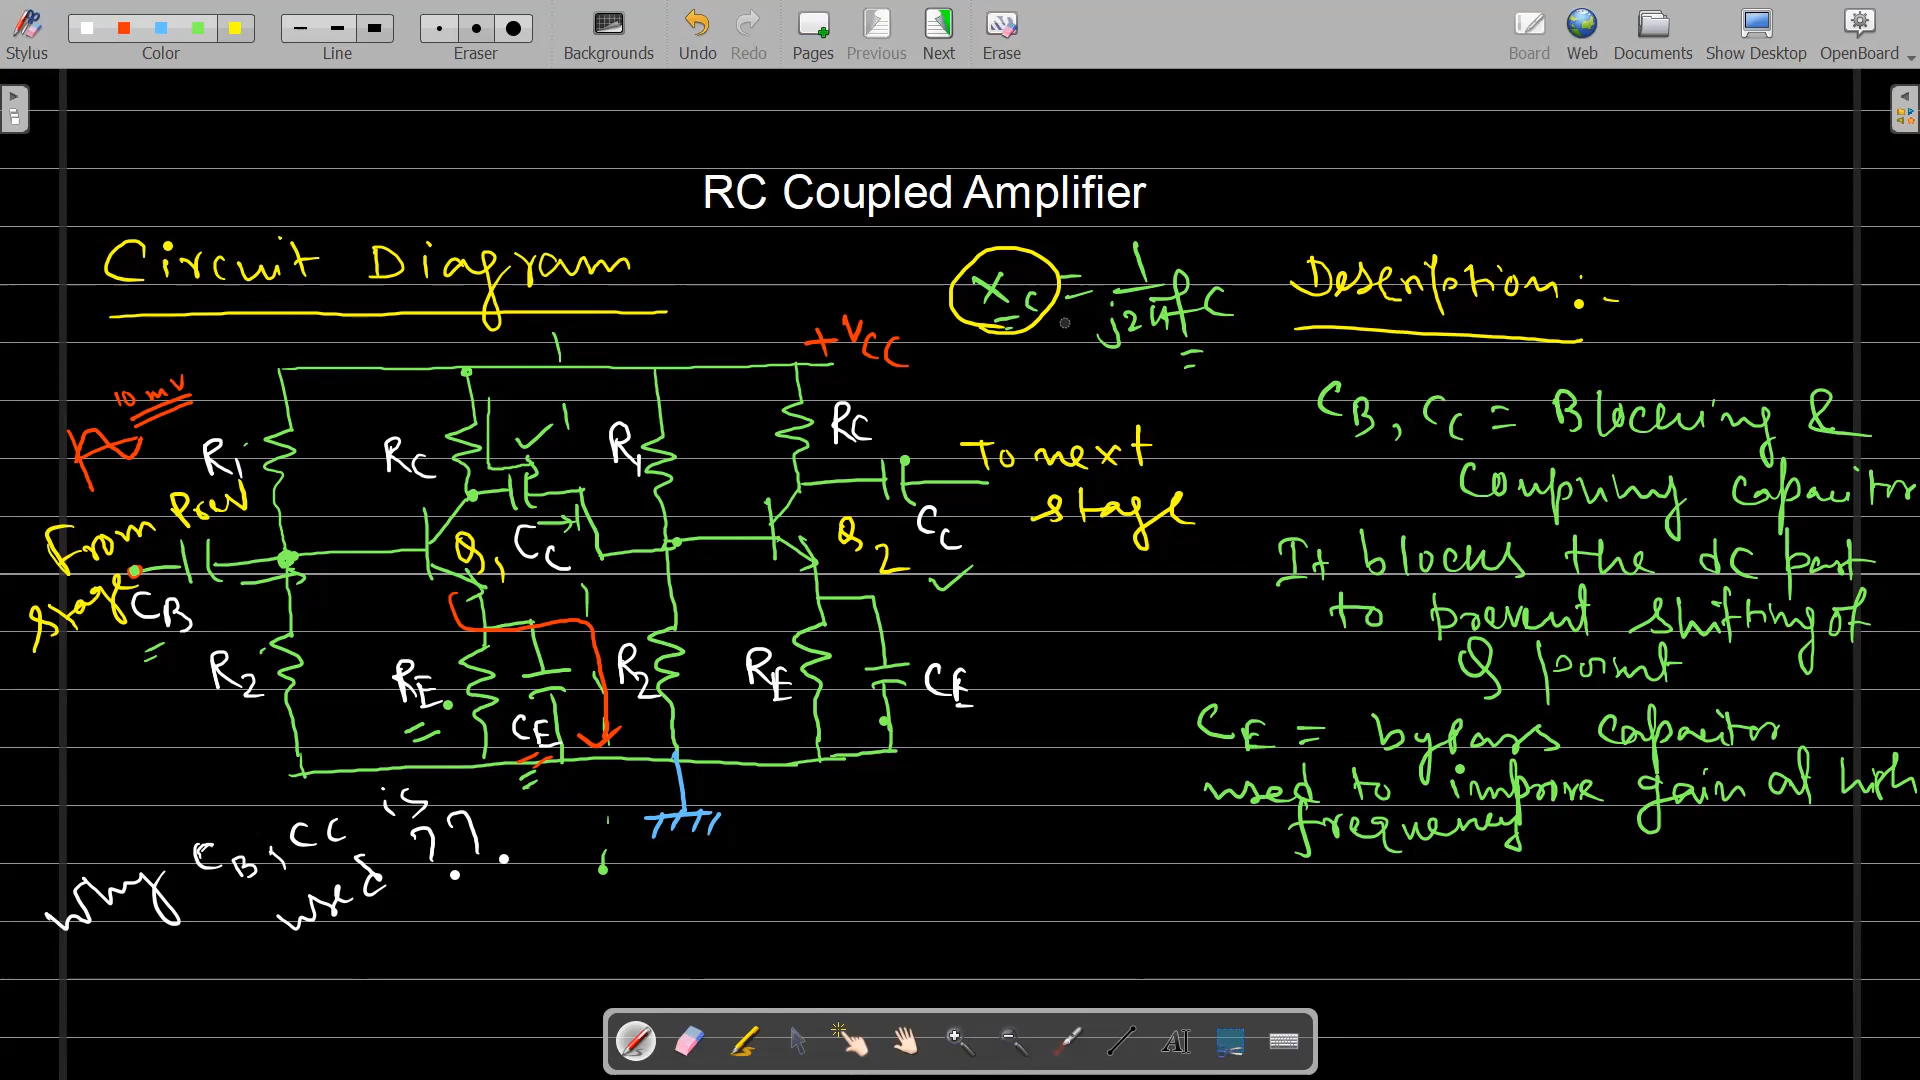 Stylus
Color
Line
Eraser
Backgrounds
Undo
Redo
Pages
Previous
Next
Erase
Board
Web
Documents
Show Desktop
OpenBoard
RC Coupled Amplifier
Circuit Diagram
Xc = 1/j2πfC
Description:-
+VCC
10 mV
R1
RC
R1
RC
To next
stage
From Prev
stage
CB
Q1
CC
Q2
CC
R2
RE
CE
R2
RE
CE
CB, CC = Blocking &
Coupling capacitor
It blocks the dc part
to prevent shifting of
Q point
CE = bypass capacitor
used to improve gain at high
frequency
Why CB, CC is
used ??
AI